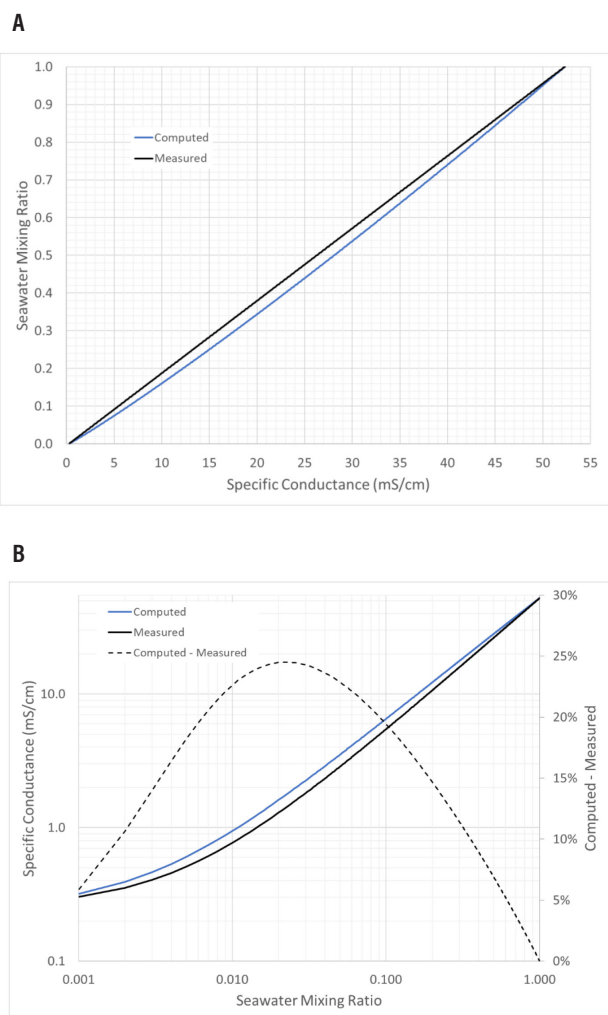 A
1.0
0.9
0.8
0.7
0.6
0.5
0.4
0.3
0.2
0.1
0.0
Seawater Mixing Ratio
Computed
Measured
0 5 10 15 20 25 30 35 40 45 50 55
Specific Conductance (mS/cm)
B
Computed
Measured
Computed - Measured
10.0
1.0
0.1
Specific Conductance (mS/cm)
30%
25%
20%
15%
10%
5%
0%
Computed - Measured
0.001 0.010 0.100 1.000
Seawater Mixing Ratio